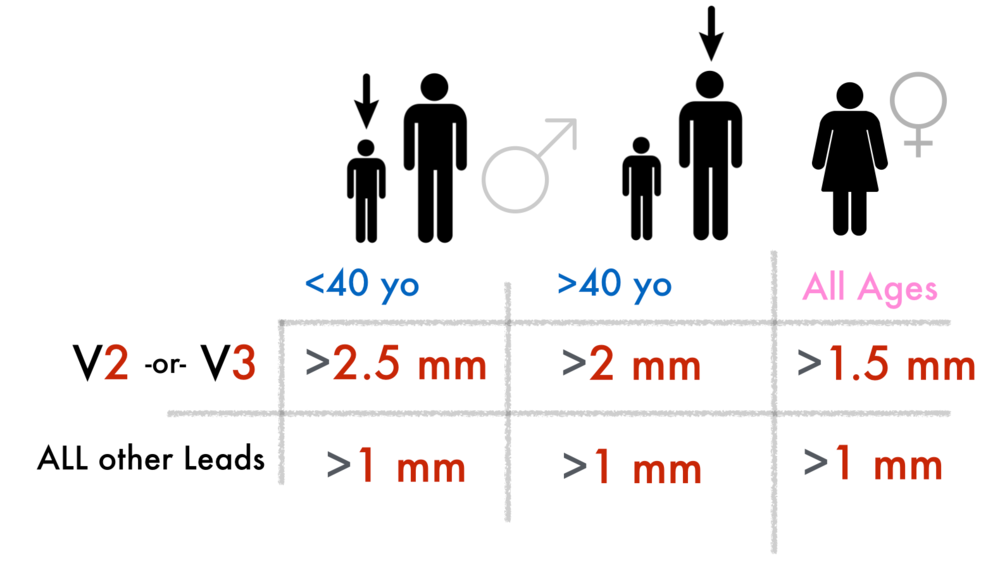 <40 yo >40 yo All Ages
V2 -or- V3 >2.5 mm >2 mm >1.5 mm
ALL other Leads >1 mm >1 mm >1 mm